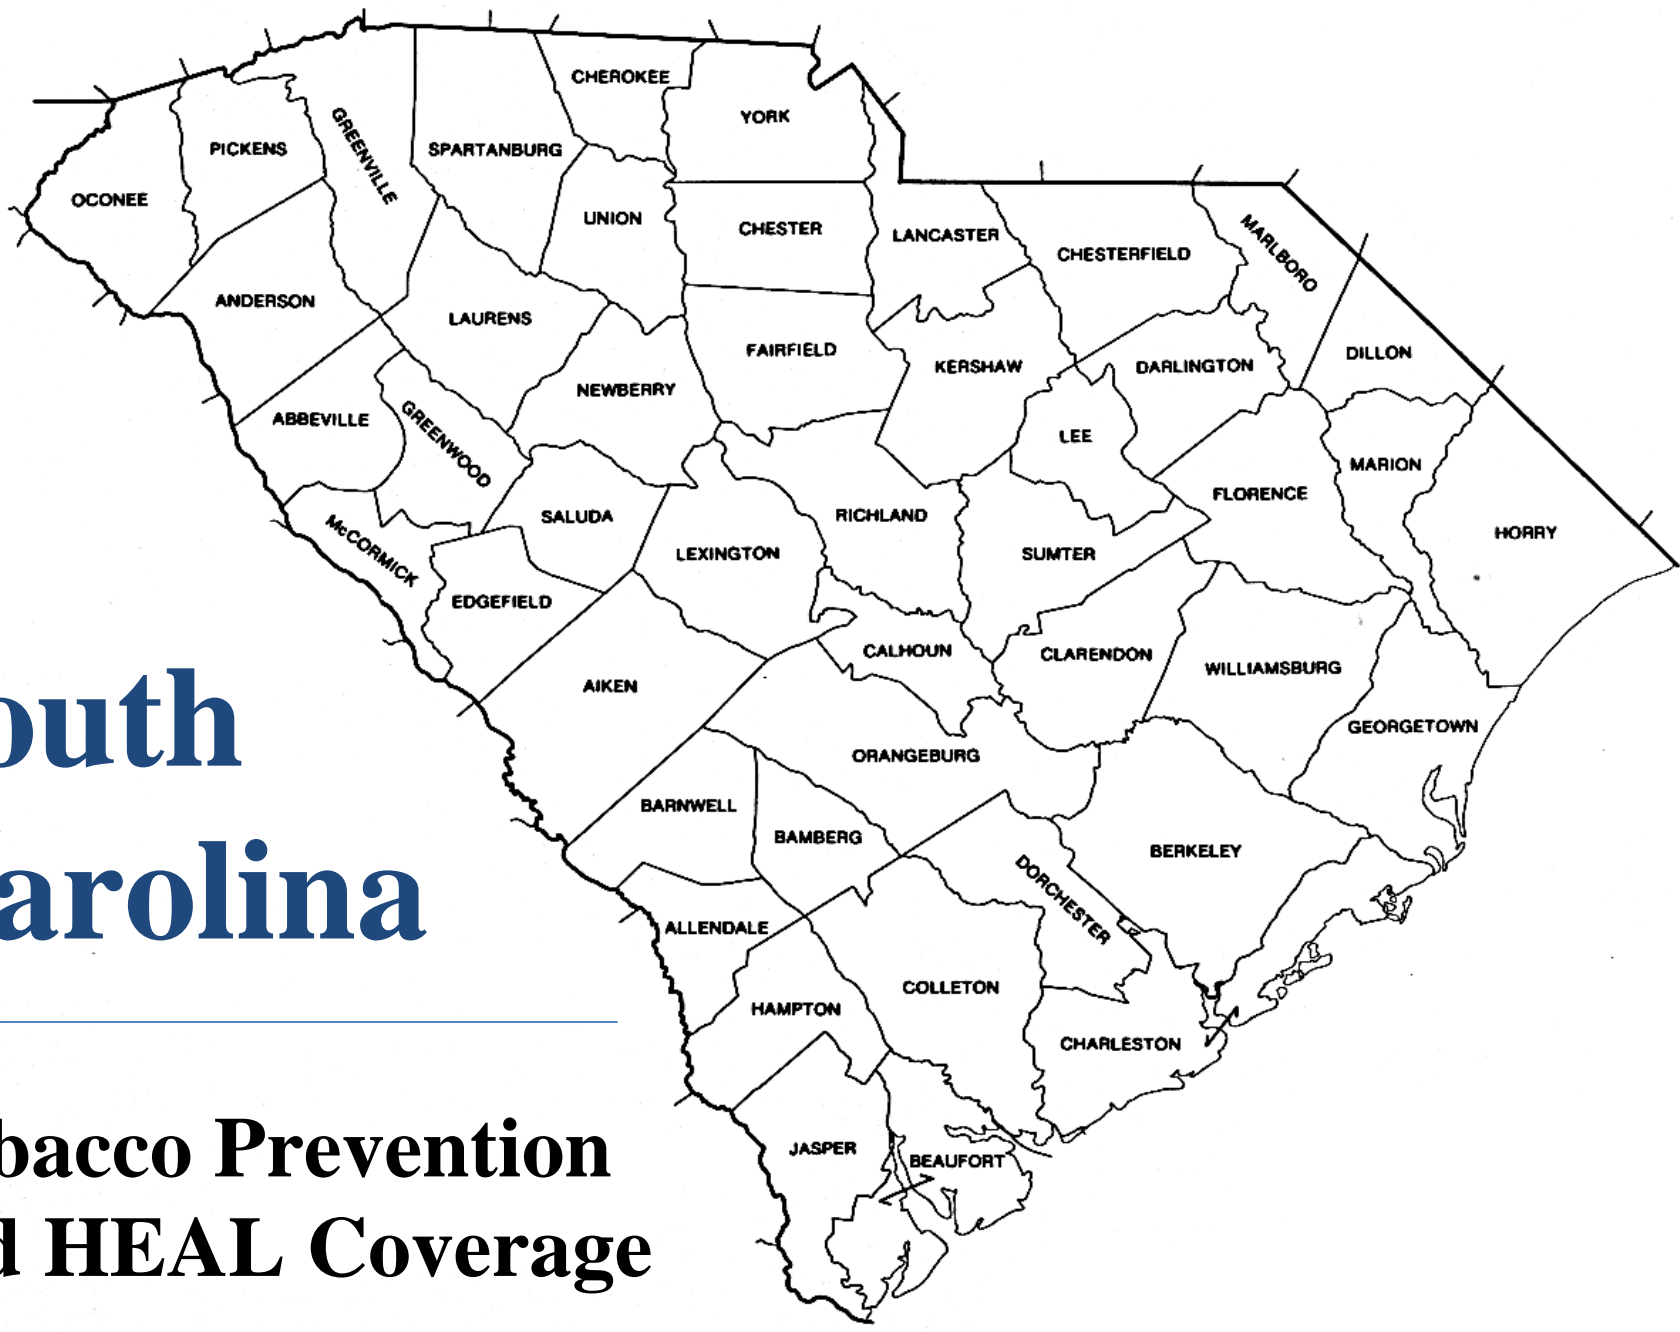 CHEROKEE
YORK
GREENVILLE
PICKENS
SPARTANBURG
OCONEE
UNION
CHESTER
LANCASTER
CHESTERFIELD
MARLBORO
ANDERSON
LAURENS
FAIRFIELD
KERSHAW
DARLINGTON
DILLON
NEWBERRY
ABBEVILLE
GREENWOOD
LEE
MARION
FLORENCE
SALUDA
RICHLAND
HORRY
McCORMICK
LEXINGTON
SUMTER
EDGEFIELD
CALHOUN
CLARENDON
WILLIAMSBURG
AIKEN
outh
GEORGETOWN
ORANGEBURG
BARNWELL
BAMBERG
BERKELEY
arolina
DORCHESTER
ALLENDALE
COLLETON
HAMPTON
CHARLESTON
bacco Prevention
JASPER
BEAUFORT
d HEAL Coverage